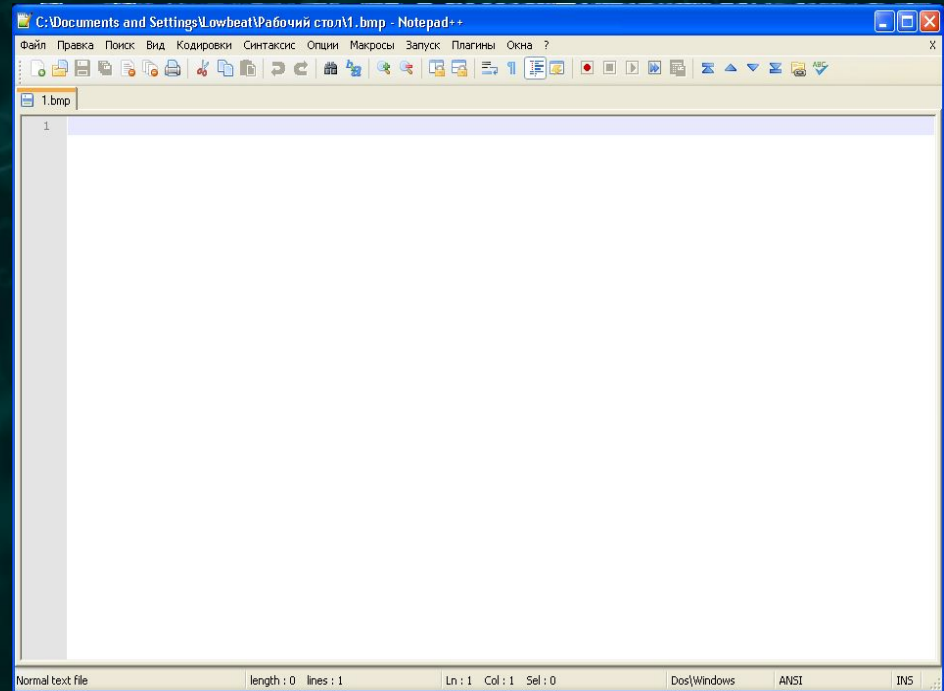 C:\Documents and Settings\Lowbeat\Рабочий стол\1.bmp - Notepad++
Файл Правка Поиск Вид Кодировки Синтаксис Опции Макросы Запуск Плагины Окна ? X
ABC
1.bmp
1
Normal text file length : 0 lines : 1 Ln : 1 Col : 1 Sel : 0 Dos\Windows ANSI INS